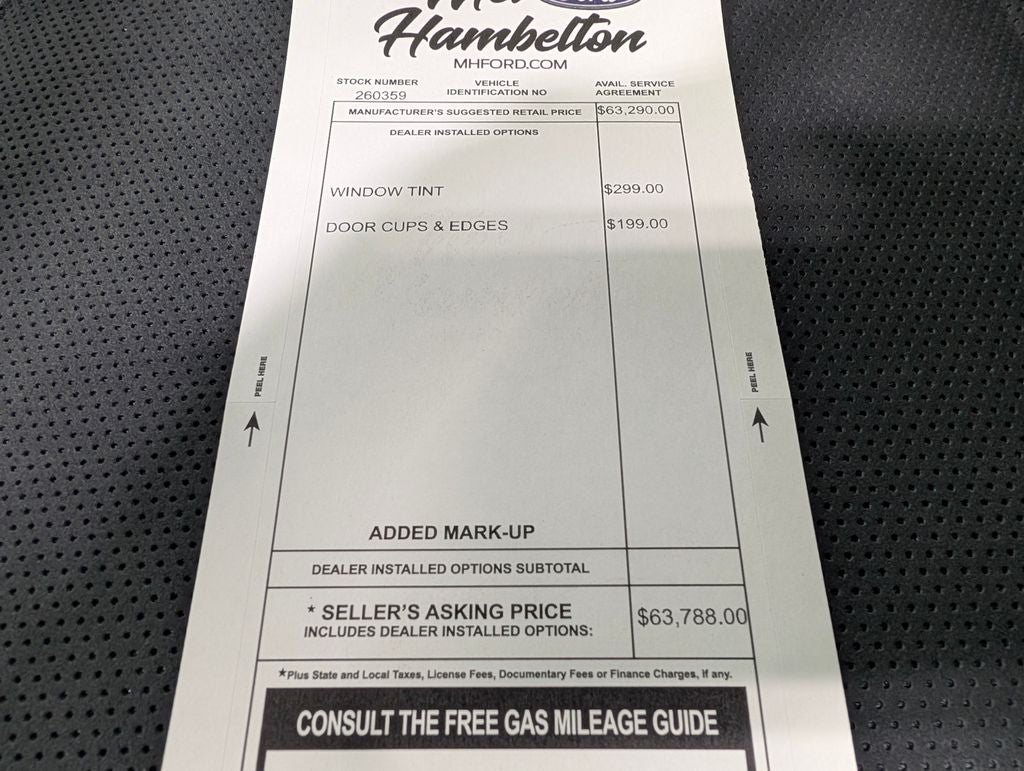 Hambelton
MHFORD.COM
STOCK NUMBER
260359
VEHICLE
IDENTIFICATION NO
AVAIL. SERVICE
AGREEMENT
MANUFACTURER'S SUGGESTED RETAIL PRICE $63,290.00
DEALER INSTALLED OPTIONS
WINDOW TINT $299.00
DOOR CUPS & EDGES $199.00
PEEL HERE
PEEL HERE
ADDED MARK-UP
DEALER INSTALLED OPTIONS SUBTOTAL
* SELLER'S ASKING PRICE $63,788.00
INCLUDES DEALER INSTALLED OPTIONS:
*Plus State and Local Taxes, License Fees, Documentary Fees or Finance Charges, if any.
CONSULT THE FREE GAS MILEAGE GUIDE